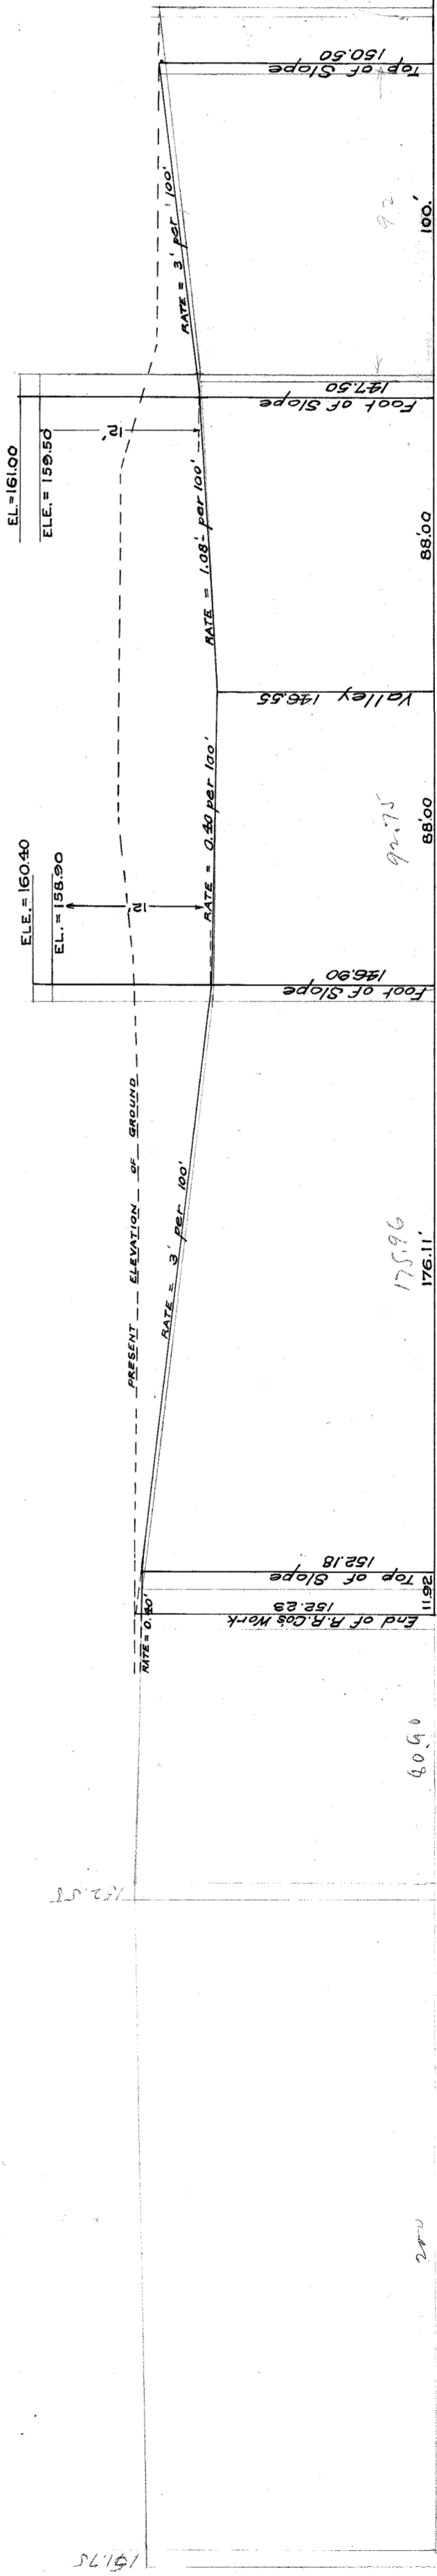 151.75
200
152.55
80.90
End of R.R.Co's Work
152.23
RATE = 0.40'
11.92
Top of Slope
152.18
PRESENT ELEVATION OF GROUND
RATE = 3' per 100'
175.96
176.11'
Foot of Slope
146.90
ELE. = 160.40
EL. = 158.90
12'
RATE = 0.40 per 100'
92.75
88.00
Valley 146.55
RATE = 1.08' per 100'
88.00
EL. = 161.00
ELE. = 159.50
12'
Foot of Slope
147.50
RATE = 3' per 100'
92
100.'
Top of Slope
150.50